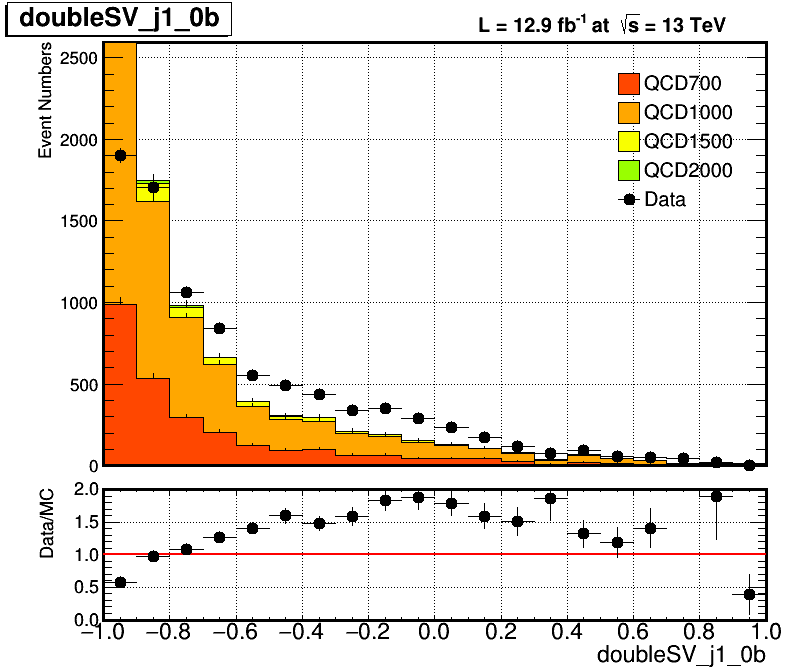 doubleSV_j1_0b
L = 12.9 fb⁻¹ at √s = 13 TeV
Event Numbers
2500
2000
1500
1000
500
0
QCD700
QCD1000
QCD1500
QCD2000
Data
Data/MC
2.0
1.5
1.0
0.5
0.0
−1.0 −0.8 −0.6 −0.4 −0.2 0.0 0.2 0.4 0.6 0.8 1.0
doubleSV_j1_0b